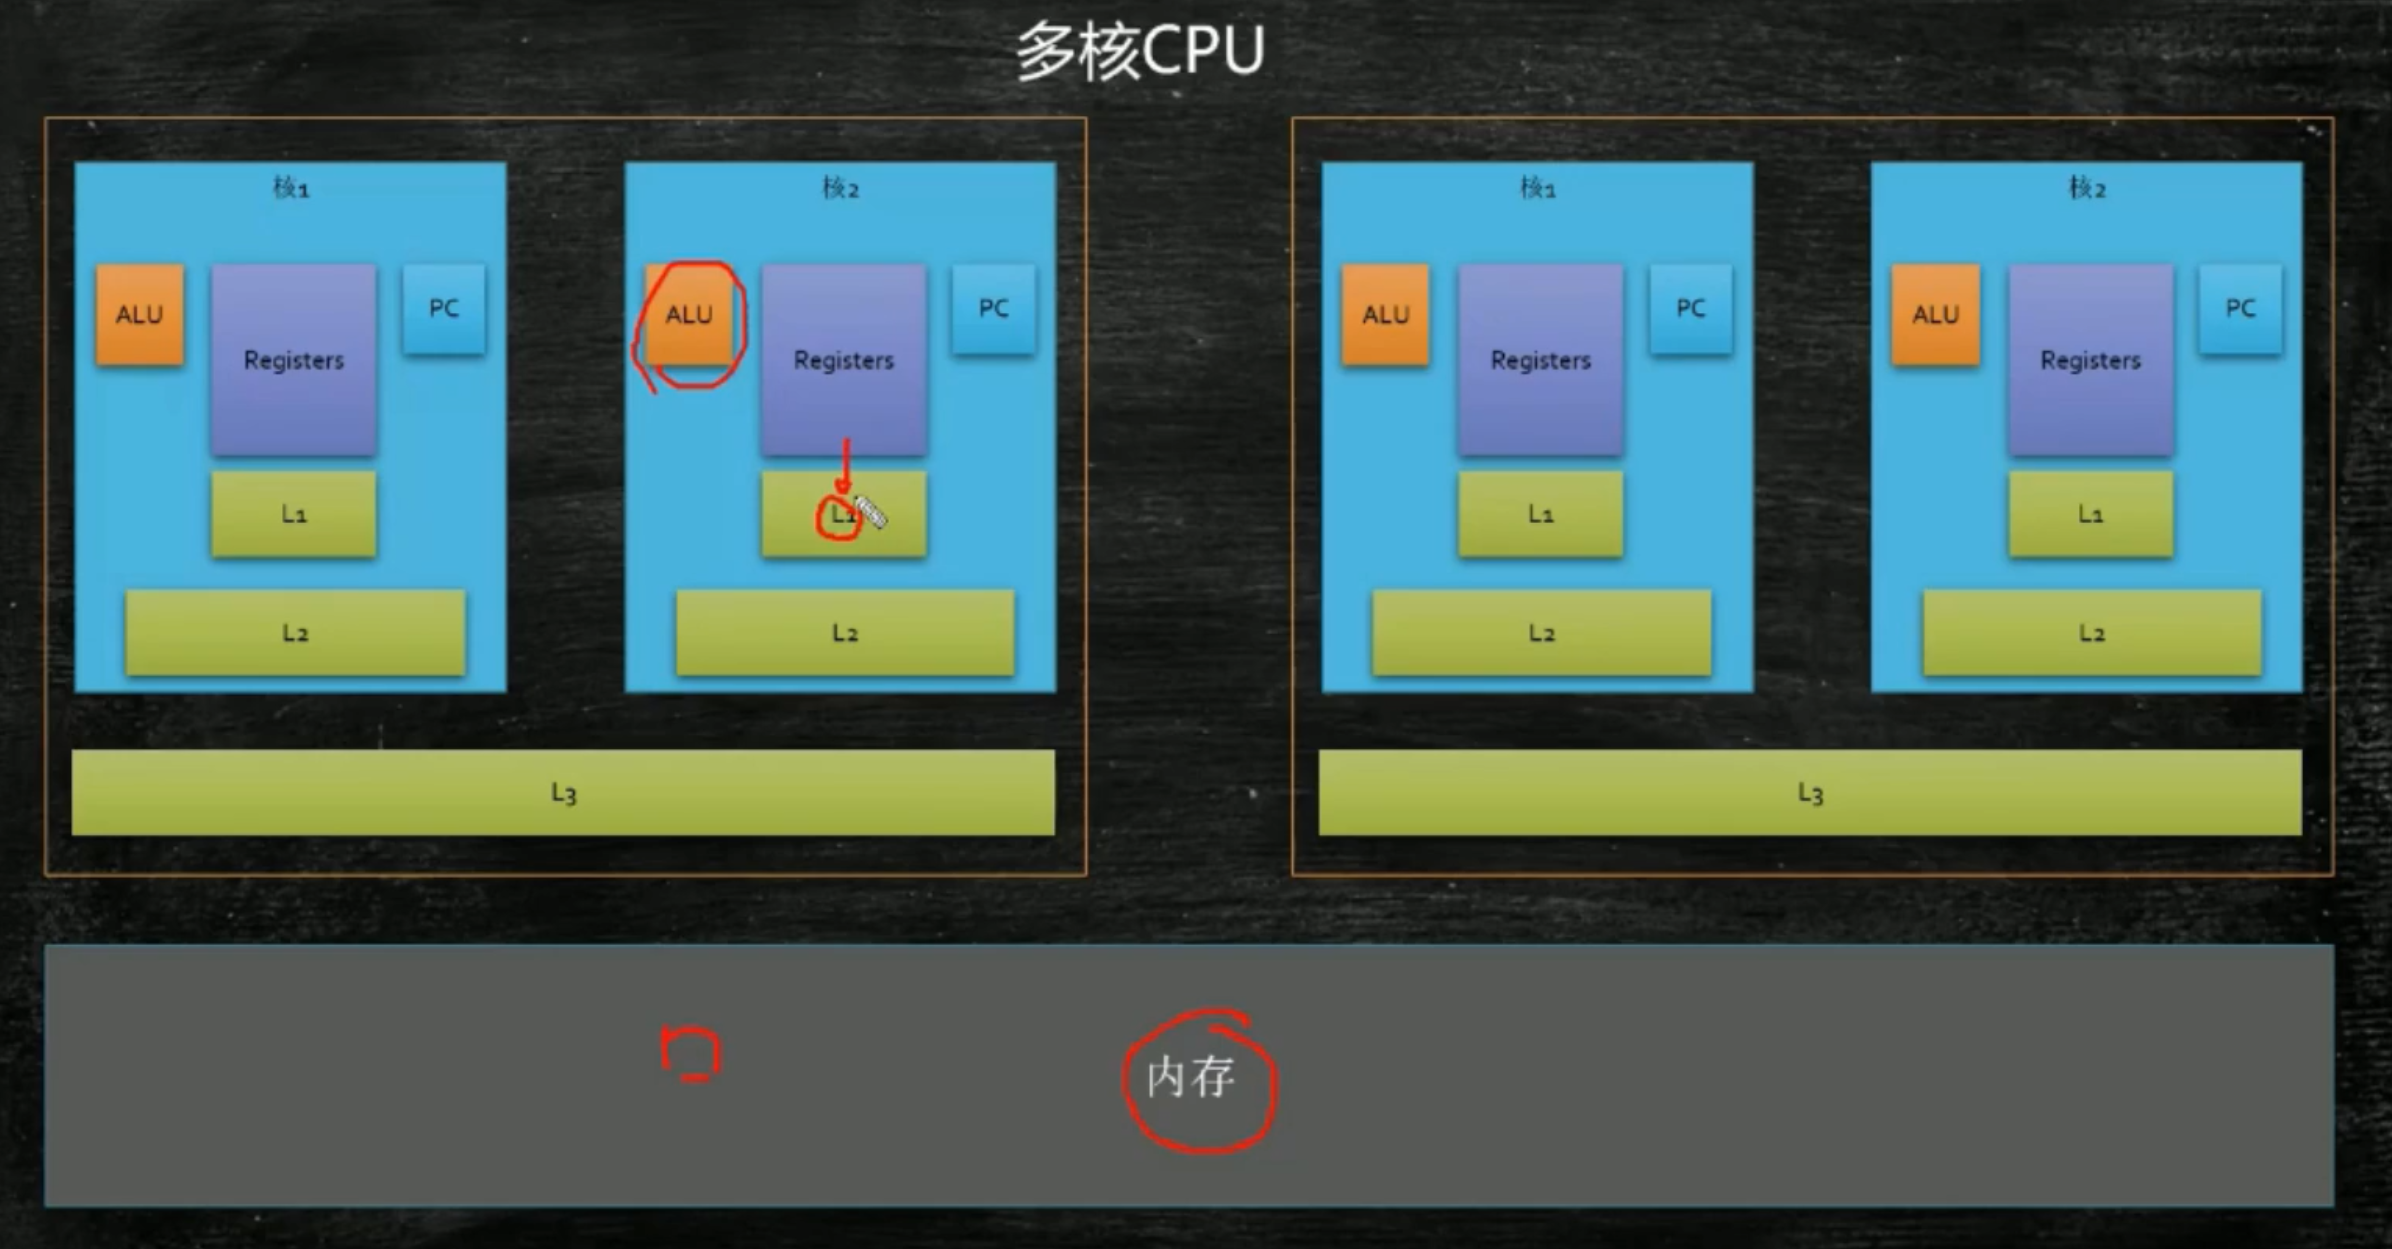 多核CPU
核1
ALU
Registers
PC
L1
L2
核2
ALU
Registers
PC
L1
L2
L3
核1
ALU
Registers
PC
L1
L2
核2
ALU
Registers
PC
L1
L2
L3
内存